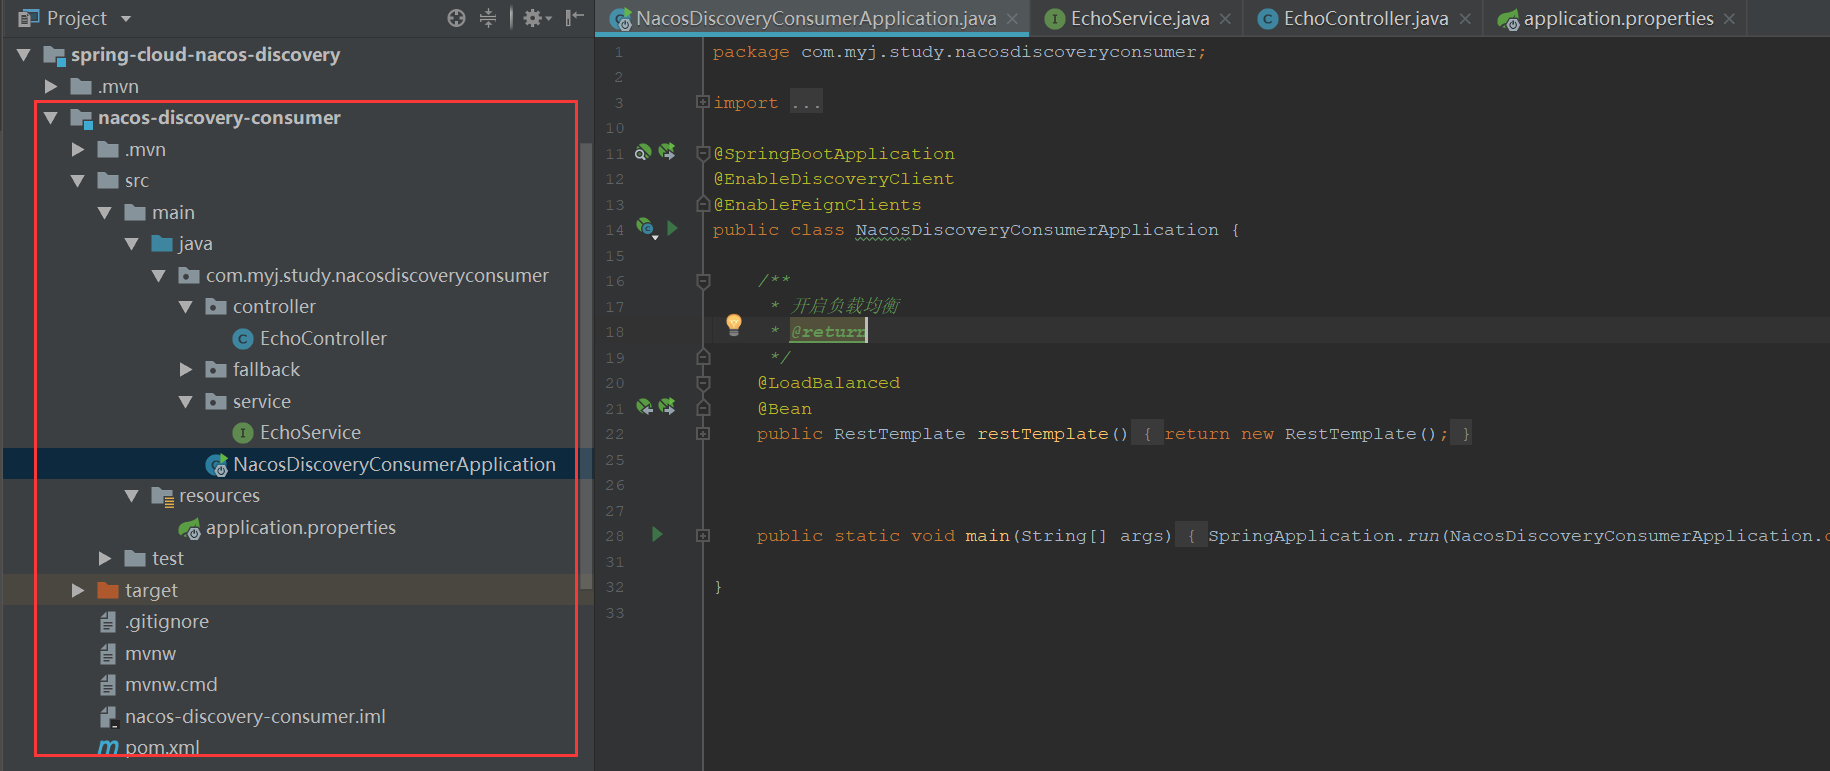 Project
spring-cloud-nacos-discovery
.mvn
nacos-discovery-consumer
.mvn
src
main
java
com.myj.study.nacosdiscoveryconsumer
controller
EchoController
fallback
service
EchoService
NacosDiscoveryConsumerApplication
resources
application.properties
test
target
.gitignore
mvnw
mvnw.cmd
nacos-discovery-consumer.iml
pom.xml
NacosDiscoveryConsumerApplication.java
EchoService.java
EchoController.java
application.properties
1 package com.myj.study.nacosdiscoveryconsumer;
2
3 import ...
10
11 @SpringBootApplication
12 @EnableDiscoveryClient
13 @EnableFeignClients
14 public class NacosDiscoveryConsumerApplication {
15
16 /**
17 * 开启负载均衡
18 * @return
19 */
20 @LoadBalanced
21 @Bean
22 public RestTemplate restTemplate() { return new RestTemplate(); }
25
26
27
28 public static void main(String[] args) { SpringApplication.run(NacosDiscoveryConsumerApplication.
31
32 }
33